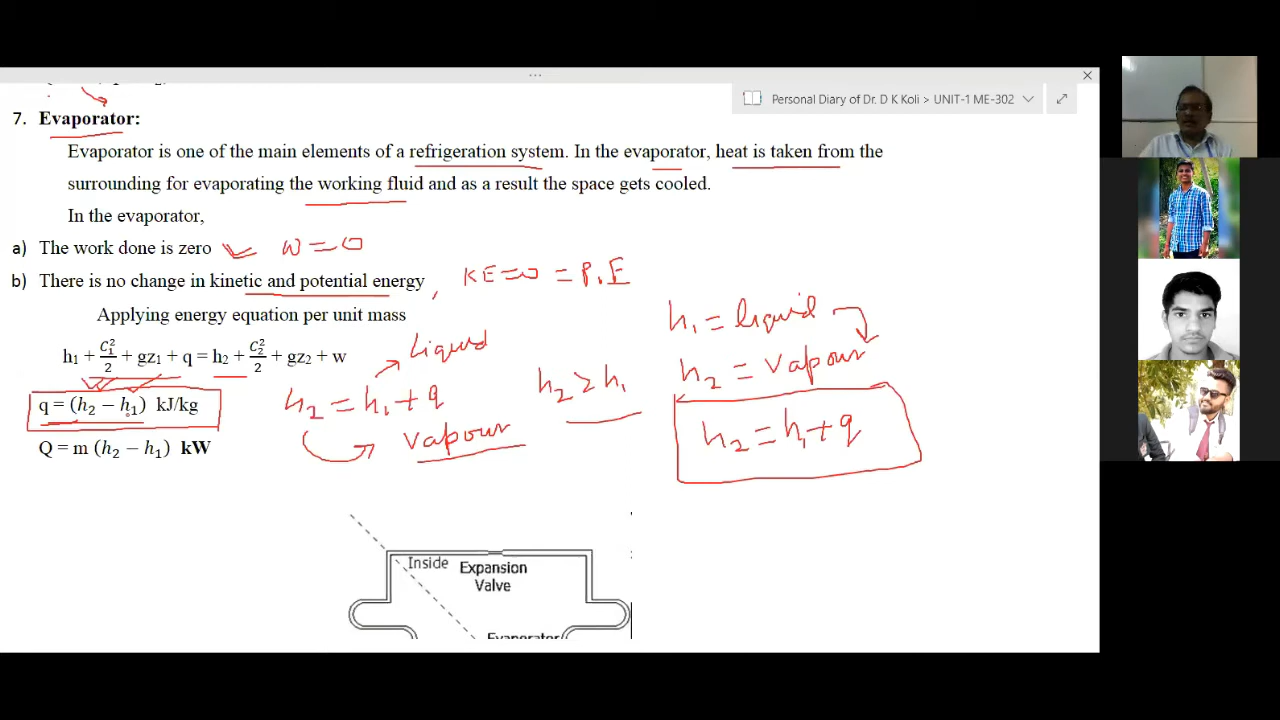 Personal Diary of Dr. D K Koli > UNIT-1 ME-302
7. Evaporator:
Evaporator is one of the main elements of a refrigeration system. In the evaporator, heat is taken from the
surrounding for evaporating the working fluid and as a result the space gets cooled.
In the evaporator,
a) The work done is zero W=0
b) There is no change in kinetic and potential energy, KE=0=P.E
Applying energy equation per unit mass
h₁ + C₁²/2 + gz₁ + q = h₂ + C₂²/2 + gz₂ + w
Liquid
h₁ = liquid
h₂ = vapour
q = (h₂ − h₁) kJ/kg
h₂ = h₁ + q
h₂ > h₁
vapour
h₂ = h₁ + q
Q = m (h₂ − h₁) kW
Inside
Expansion
Valve
Evaporator